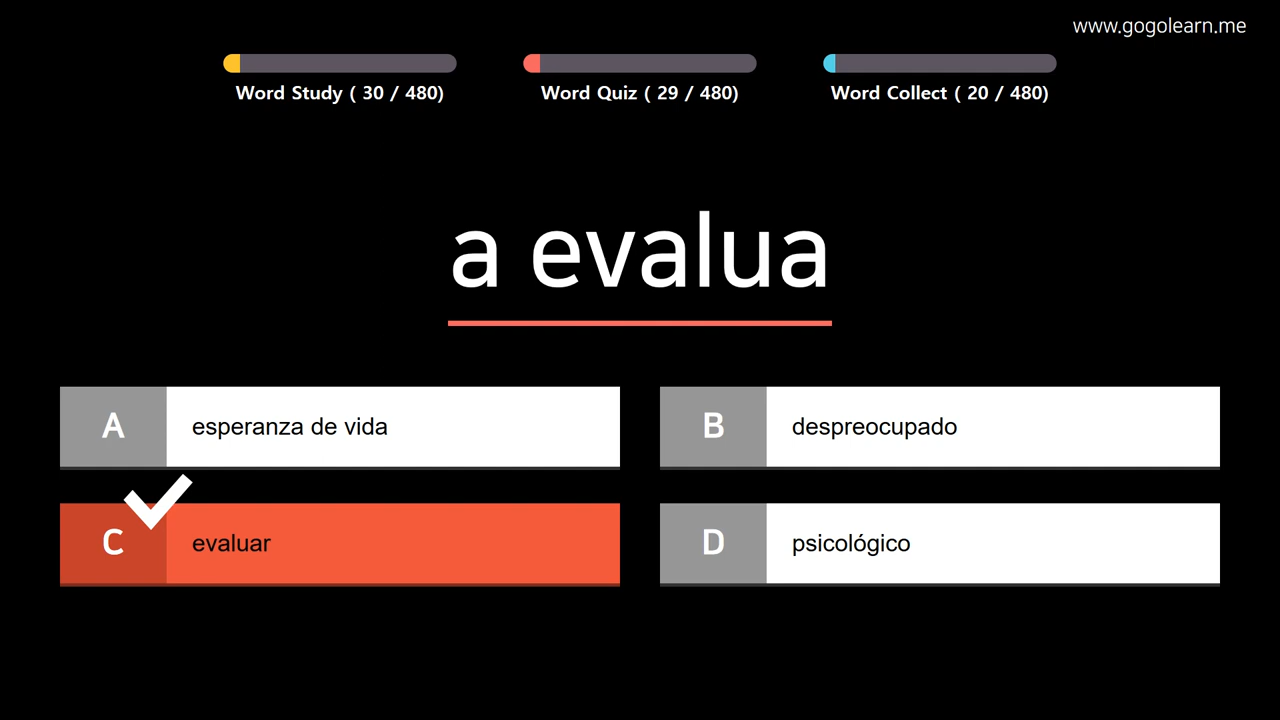 www.gogolearn.me
Word Study ( 30 / 480)
Word Quiz ( 29 / 480)
Word Collect ( 20 / 480)
a evalua
A
esperanza de vida
B
despreocupado
C
evaluar
D
psicológico